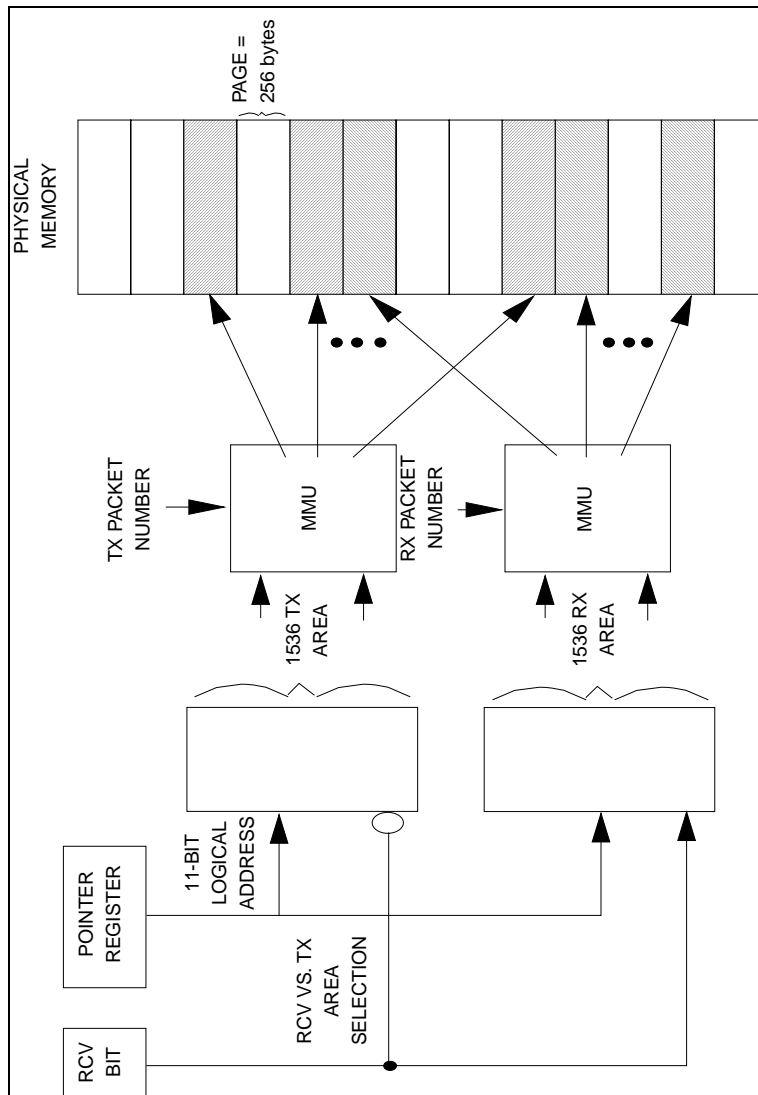 PHYSICAL
MEMORY
PAGE =
256 bytes
TX PACKET
NUMBER
MMU
RX PACKET
NUMBER
MMU
1536 TX
AREA
1536 RX
AREA
11-BIT
LOGICAL
ADDRESS
POINTER
REGISTER
RCV VS. TX
AREA
SELECTION
RCV
BIT